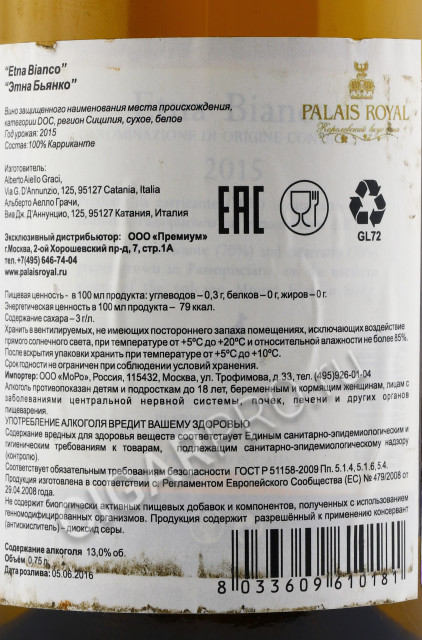 "Etna Bianco"
"Этна Бьянко"
Вино защищенного наименования места происхождения,
категории DOC, регион Сицилия, сухое, белое
Год урожая: 2015
Состав:100% Карриканте
PALAIS ROYAL
Королевский вкус вина
Изготовитель:
Alberto Aiello Graci,
Via G. D'Annunzio, 125, 95127 Catania, Italia
Альберто Аелло Грачи,
Виа Дж. Д'Аннунцио, 125, 95127 Катания, Италия
EAC
GL72
Эксклюзивный дистрибьютор: ООО «Премиум»
г.Москва, 2-ой Хорошевский пр-д, 7, стр.1А
тел.+7(495)646-74-04
www.palaisroyal.ru
Пищевая ценность - в 100 мл продукта: углеводов – 0,3 г, белков – 0 г, жиров – 0 г.
Энергетическая ценность в 100 мл продукта – 79 ккал.
Содержание сахара – 3 г/л.
Хранить в вентилируемых, не имеющих постороннего запаха помещениях, исключающих воздействие
прямого солнечного света, при температуре от +5°С до +20°С и относительной влажности не более 85%.
После вскрытия упаковки хранить при температуре от +5°С до +10°С.
Срок годности не ограничен при соблюдении условий хранения.
Импортер: ООО «МоРо», Россия, 115432, Москва, ул. Трофимова, д 33, тел. (495)926-01-04
Алкоголь противопоказан детям и подросткам до 18 лет, беременным и кормящим женщинам, лицам с
заболеваниями центральной нервной системы, почек, печени и других органов
пищеварения.
УПОТРЕБЛЕНИЕ АЛКОГОЛЯ ВРЕДИТ ВАШЕМУ ЗДОРОВЬЮ
Содержание вредных для здоровья веществ соответствует Единым санитарно-эпидемиологическим и
гигиеническим требованиям к товарам, подлежащим санитарно-эпидемиологическому надзору
(контролю).
Соответствует обязательным требованиям безопасности ГОСТ Р 51158-2009 Пп. 5.1.4, 5.1.6, 5.4.
Продукция изготовлена в соответствии с, Регламентом Европейского Сообщества (ЕС) №479/2008 от
29.04.2008 год.
Не содержит биологически активных пищевых добавок и компонентов, полученных с использованием
генномодифицированных организмов. Продукция содержит разрешённый к применению консервант
(антиокислитель) – диоксид серы.
Содержание алкоголя 13,0% об.
Объём 0,75 л.
Дата розлива: 05.06.2016
8 033609 610181